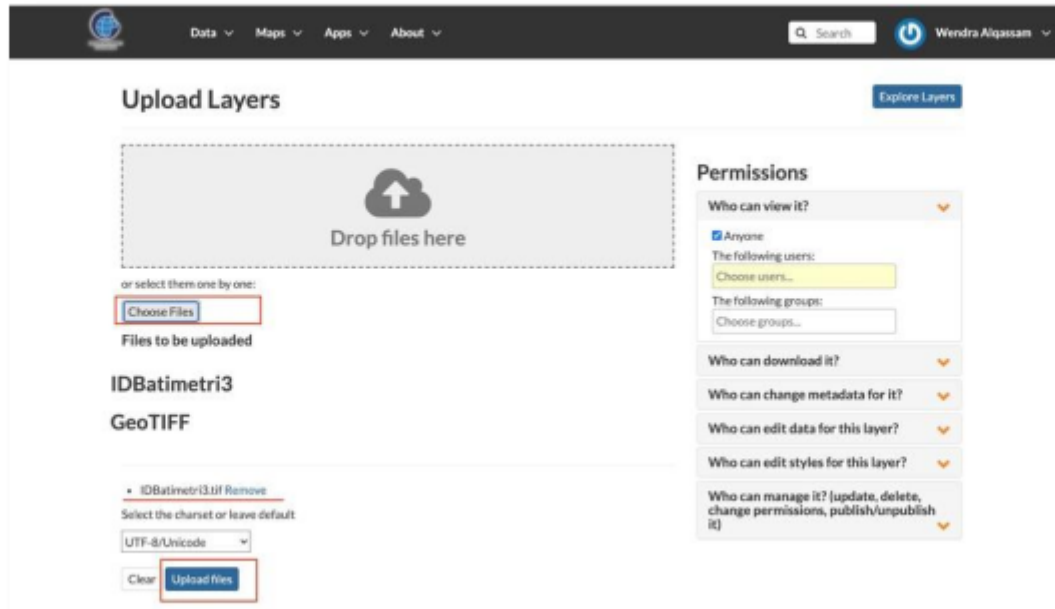 Data Maps Apps About Search Wendra Alqassam
Upload Layers
Explore Layers
Drop files here
or select them one by one:
Choose Files
Files to be uploaded
IDBatimetri3
GeoTIFF
IDBatimetri3.tif Remove
Select the charset or leave default
UTF-8/Unicode
Clear Upload files
Permissions
Who can view it?
Anyone
The following users:
Choose users...
The following groups:
Choose groups...
Who can download it?
Who can change metadata for it?
Who can edit data for this layer?
Who can edit styles for this layer?
Who can manage it? (update, delete,
change permissions, publish/unpublish
it)